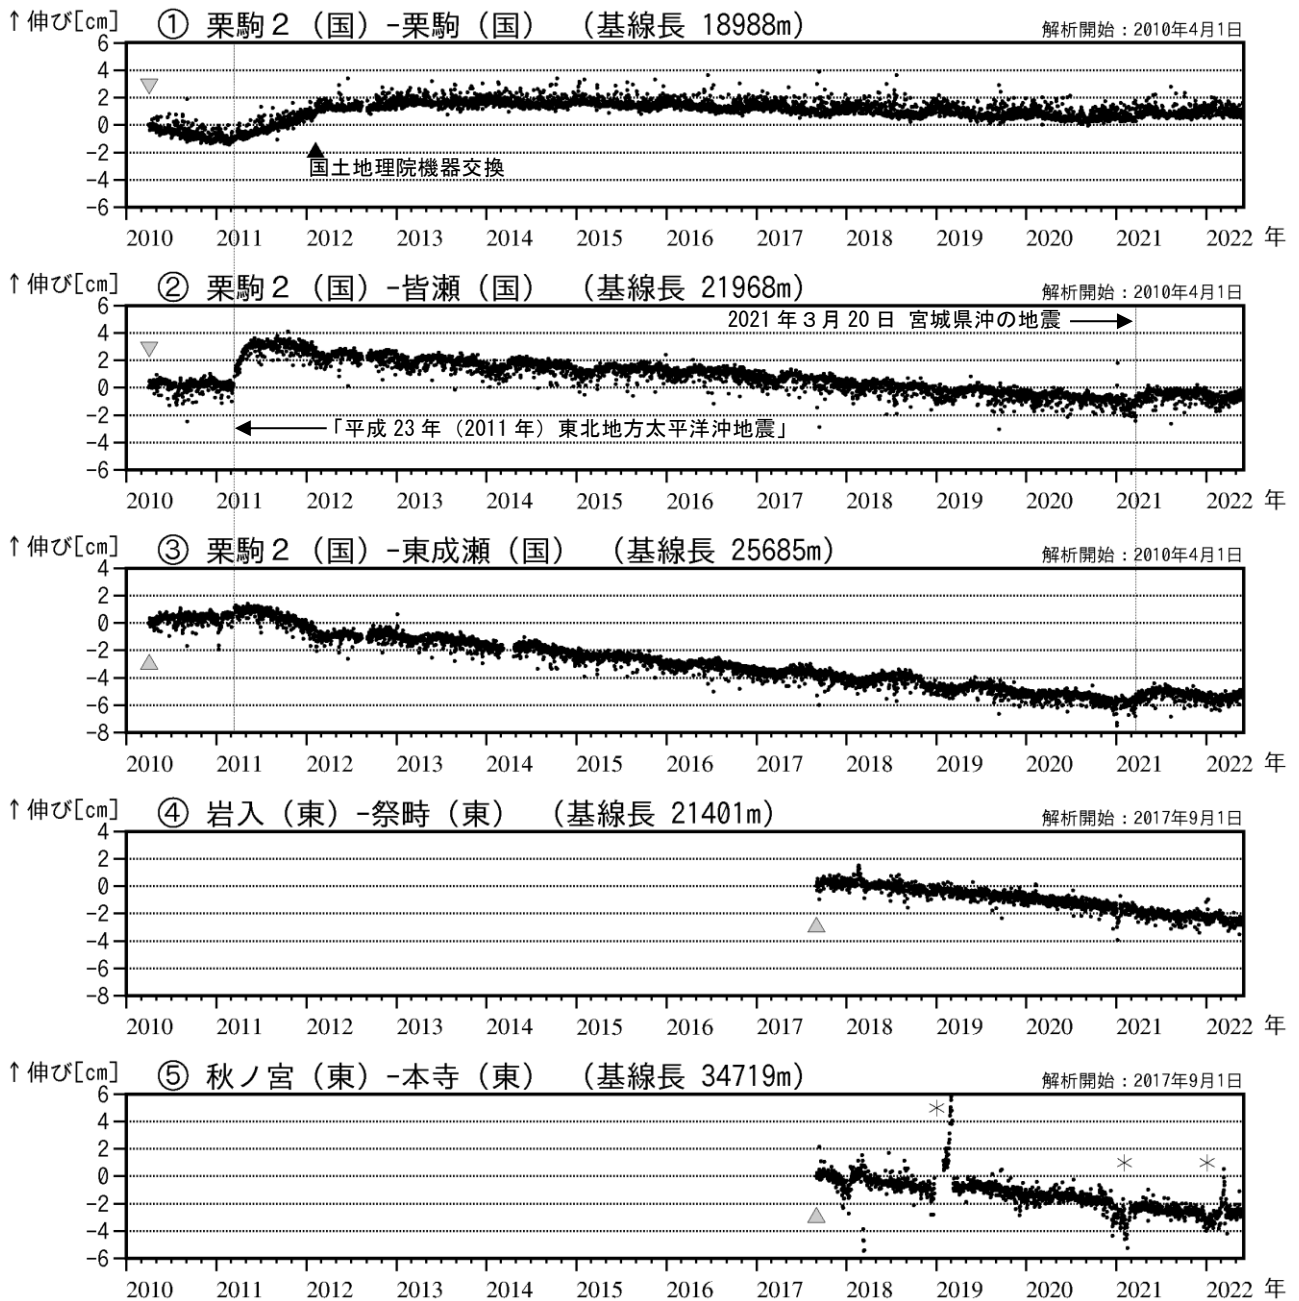 ↑伸び[cm] ① 栗駒２（国）-栗駒（国） （基線長 18988m） 解析開始：2010年4月1日
6
4
2
0
-2
-4
-6
国土地理院機器交換
2010 2011 2012 2013 2014 2015 2016 2017 2018 2019 2020 2021 2022 年
↑伸び[cm] ② 栗駒２（国）-皆瀬（国） （基線長 21968m） 解析開始：2010年4月1日
6
4
2
0
-2
-4
-6
2021年３月20日 宮城県沖の地震
「平成23年（2011年）東北地方太平洋沖地震」
2010 2011 2012 2013 2014 2015 2016 2017 2018 2019 2020 2021 2022 年
↑伸び[cm] ③ 栗駒２（国）-東成瀬（国） （基線長 25685m） 解析開始：2010年4月1日
4
2
0
-2
-4
-6
-8
2010 2011 2012 2013 2014 2015 2016 2017 2018 2019 2020 2021 2022 年
↑伸び[cm] ④ 岩入（東）-祭畤（東） （基線長 21401m） 解析開始：2017年9月1日
4
2
0
-2
-4
-6
-8
2010 2011 2012 2013 2014 2015 2016 2017 2018 2019 2020 2021 2022 年
↑伸び[cm] ⑤ 秋ノ宮（東）-本寺（東） （基線長 34719m） 解析開始：2017年9月1日
6
4
2
0
-2
-4
-6
2010 2011 2012 2013 2014 2015 2016 2017 2018 2019 2020 2021 2022 年